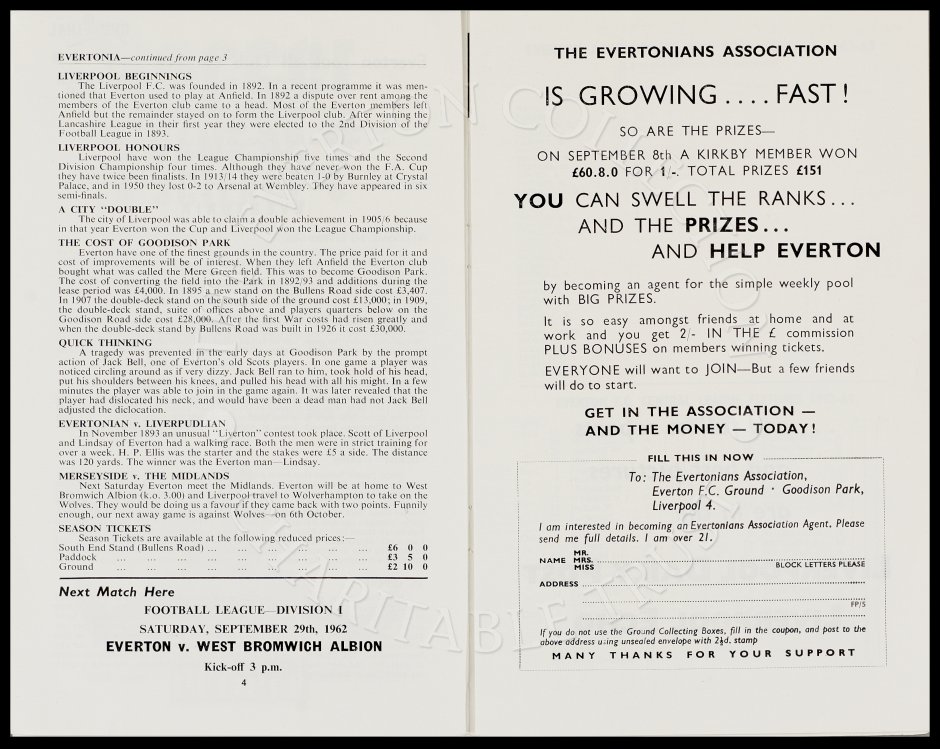 EVERTONIA—continued from page 3
LIVERPOOL BEGINNINGS
The Liverpool F.C. was founded in 1892. In a recent programme it was men-
tioned that Everton used to play at Anfield. In 1892 a dispute over rent among the
members of the Everton club came to a head. Most of the Everton members left
Anfield but the remainder stayed on to form the Liverpool club. After winning the
Lancashire League in their first year they were elected to the 2nd Division of the
Football League in 1893.
LIVERPOOL HONOURS
Liverpool have won the League Championship five times and the Second
Division Championship four times. Although they have never won the F.A. Cup
they have twice been finalists. In 1913/14 they were beaten 1-0 by Burnley at Crystal
Palace, and in 1950 they lost 0-2 to Arsenal at Wembley. They have appeared in six
semi-finals.
A CITY “DOUBLE”
The city of Liverpool was able to claim a double achievement in 1905/6 because
in that year Everton won the Cup and Liverpool won the League Championship.
THE COST OF GOODISON PARK
Everton have one of the finest grounds in the country. The price paid for it and
cost of improvements will be of interest. When they left Anfield the Everton club
bought what was called the Mere Green field. This was to become Goodison Park.
The cost of converting the field into the Park in 1892/93 and additions during the
lease period was £4,000. In 1895 a new stand on the Bullens Road side cost £3,407.
In 1907 the double-deck stand on the south side of the ground cost £13,000; in 1909,
the double-deck stand, suite of offices above and players quarters below on the
Goodison Road side cost £28,000. After the first War costs had risen greatly and
when the double-deck stand by Bullens Road was built in 1926 it cost £30,000.
QUICK THINKING
A tragedy was prevented in the early days at Goodison Park by the prompt
action of Jack Bell, one of Everton's old Scots players. In one game a player was
noticed circling around as if very dizzy. Jack Bell ran to him, took hold of his head,
put his shoulders between his knees, and pulled his head with all his might. In a few
minutes the player was able to join in the game again. It was later revealed that the
player had dislocated his neck, and would have been a dead man had not Jack Bell
adjusted the diclocation.
EVERTONIAN v. LIVERPUDLIAN
In November 1893 an unusual “Liverton” contest took place. Scott of Liverpool
and Lindsay of Everton had a walking race. Both the men were in strict training for
over a week. H. P. Ellis was the starter and the stakes were £5 a side. The distance
was 120 yards. The winner was the Everton man—Lindsay.
MERSEYSIDE v. THE MIDLANDS
Next Saturday Everton meet the Midlands. Everton will be at home to West
Bromwich Albion (k.o. 3.00) and Liverpool travel to Wolverhampton to take on the
Wolves. They would be doing us a favour if they came back with two points. Funnily
enough, our next away game is against Wolves—on 6th October.
SEASON TICKETS
Season Tickets are available at the following reduced prices:—
South End Stand (Bullens Road) ... ... ... ... ... ... £6 0 0
Paddock ... ... ... ... ... ... ... ... ... £3 5 0
Ground ... ... ... ... ... ... ... ... ... £2 10 0
Next Match Here
FOOTBALL LEAGUE—DIVISION I
SATURDAY, SEPTEMBER 29th, 1962
EVERTON v. WEST BROMWICH ALBION
Kick-off 3 p.m.
4
THE EVERTONIANS ASSOCIATION
IS GROWING .... FAST!
SO ARE THE PRIZES—
ON SEPTEMBER 8th A KIRKBY MEMBER WON
£60.8.0 FOR 1/-. TOTAL PRIZES £151
YOU CAN SWELL THE RANKS...
AND THE PRIZES...
AND HELP EVERTON
by becoming an agent for the simple weekly pool
with BIG PRIZES.
It is so easy amongst friends at home and at
work and you get 2/- IN THE £ commission
PLUS BONUSES on members winning tickets.
EVERYONE will want to JOIN—But a few friends
will do to start.
GET IN THE ASSOCIATION —
AND THE MONEY — TODAY!
FILL THIS IN NOW
To: The Evertonians Association,
Everton F.C. Ground · Goodison Park,
Liverpool 4.
I am interested in becoming an Evertonians Association Agent. Please
send me full details. I am over 21.
NAME MR. MRS. MISS
BLOCK LETTERS PLEASE
ADDRESS
FP/5
If you do not use the Ground Collecting Boxes, fill in the coupon, and post to the
above address using unsealed envelope with 2½d. stamp
MANY THANKS FOR YOUR SUPPORT
EVERTON COLLECTION
CHARITABLE TRUST